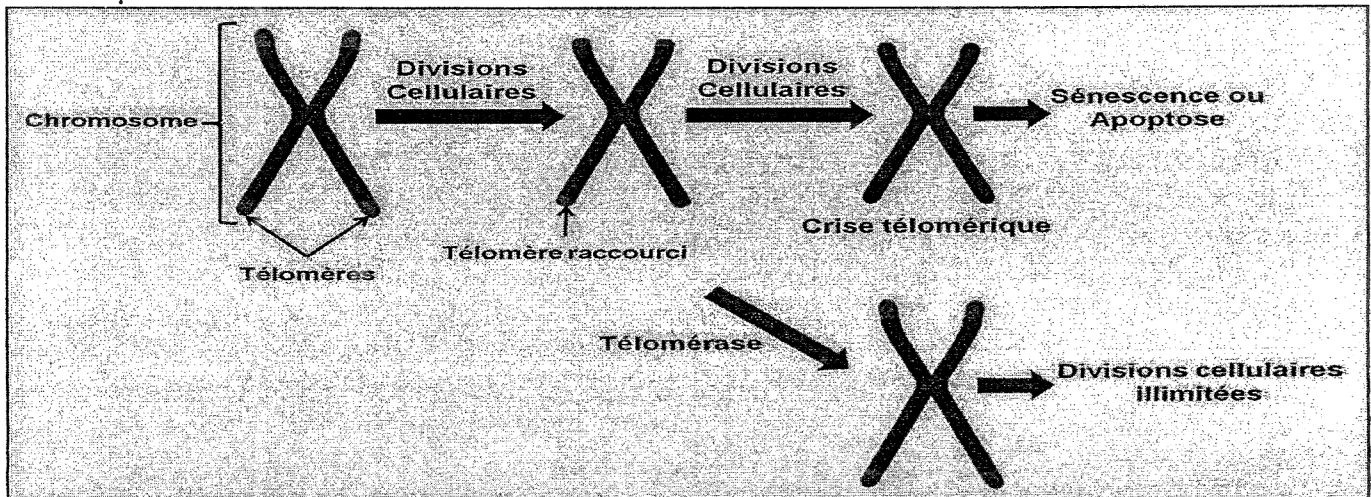 Divisions
Cellulaires
Divisions
Cellulaires
Sénescence ou
Apoptose
Chromosome
Crise télomérique
Télomère raccourci
Télomères
Télomérase
Divisions cellulaires
illimitées